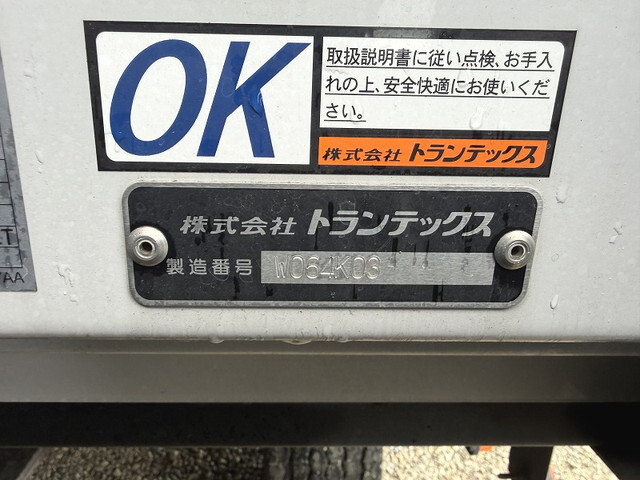 OK
取扱説明書に従い点検、お手入
れの上、安全快適にお使いくだ
さい。
株式会社 トランテックス
株式会社 トランテックス
製造番号 W064K03